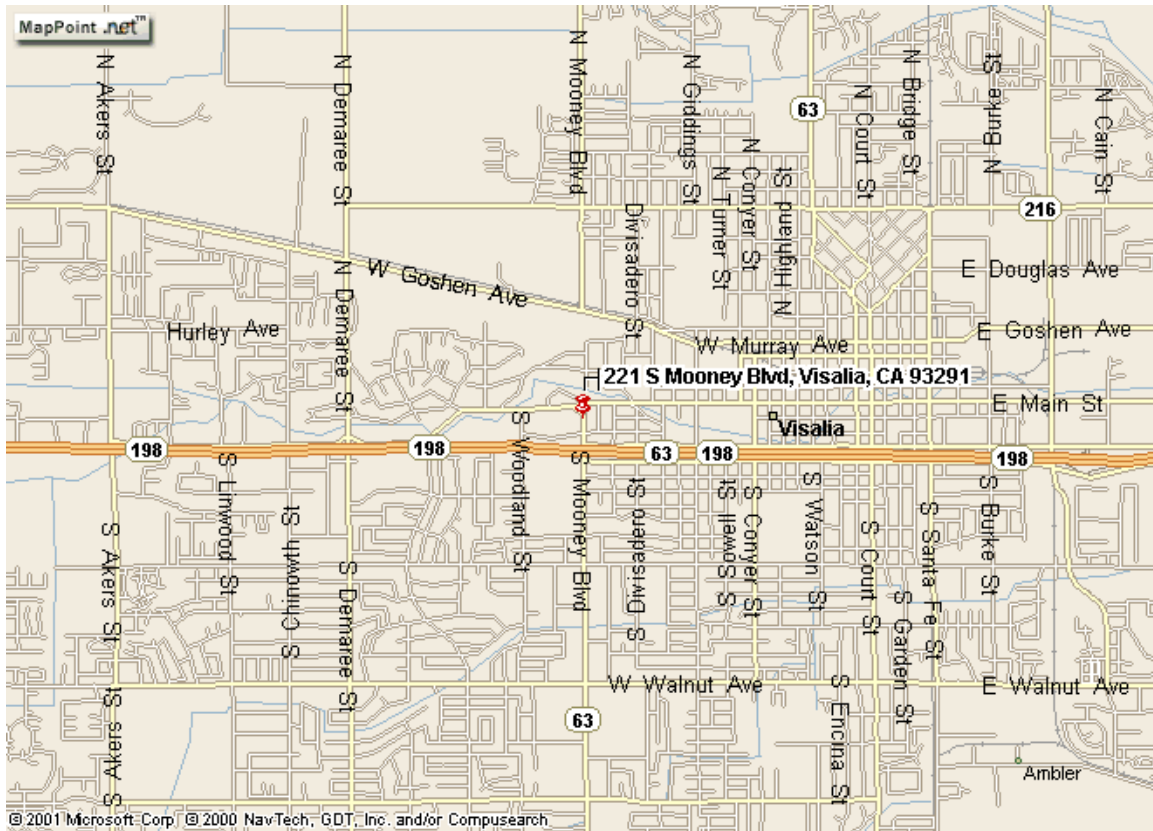 MapPoint .net™
N Akers St
N Demaree St
N Mooney Blvd
N Giddings St
63
N Court St
N Bridge St
N Burke St
N Cain St
N Conyer St
N Turner St
N Highland St
Divisadero St
216
W Goshen Ave
N Demaree St
E Douglas Ave
Hurley Ave
W Murray Ave
E Goshen Ave
221 S Mooney Blvd, Visalia, CA 93291
E Main St
Visalia
198
198
63
198
198
S Linwood St
S Woodland St
S Mooney Blvd
S Divisadero St
S Sowell St
S Conyer St
S Watson St
S Court St
S Santa Fe St
S Burke St
S Akers St
S Chinowth St
S Demaree St
S Garden St
W Walnut Ave
E Walnut Ave
S Akers St
63
S Encina St
Ambler
© 2001 Microsoft Corp © 2000 NavTech, GDT, Inc. and/or Compusearch